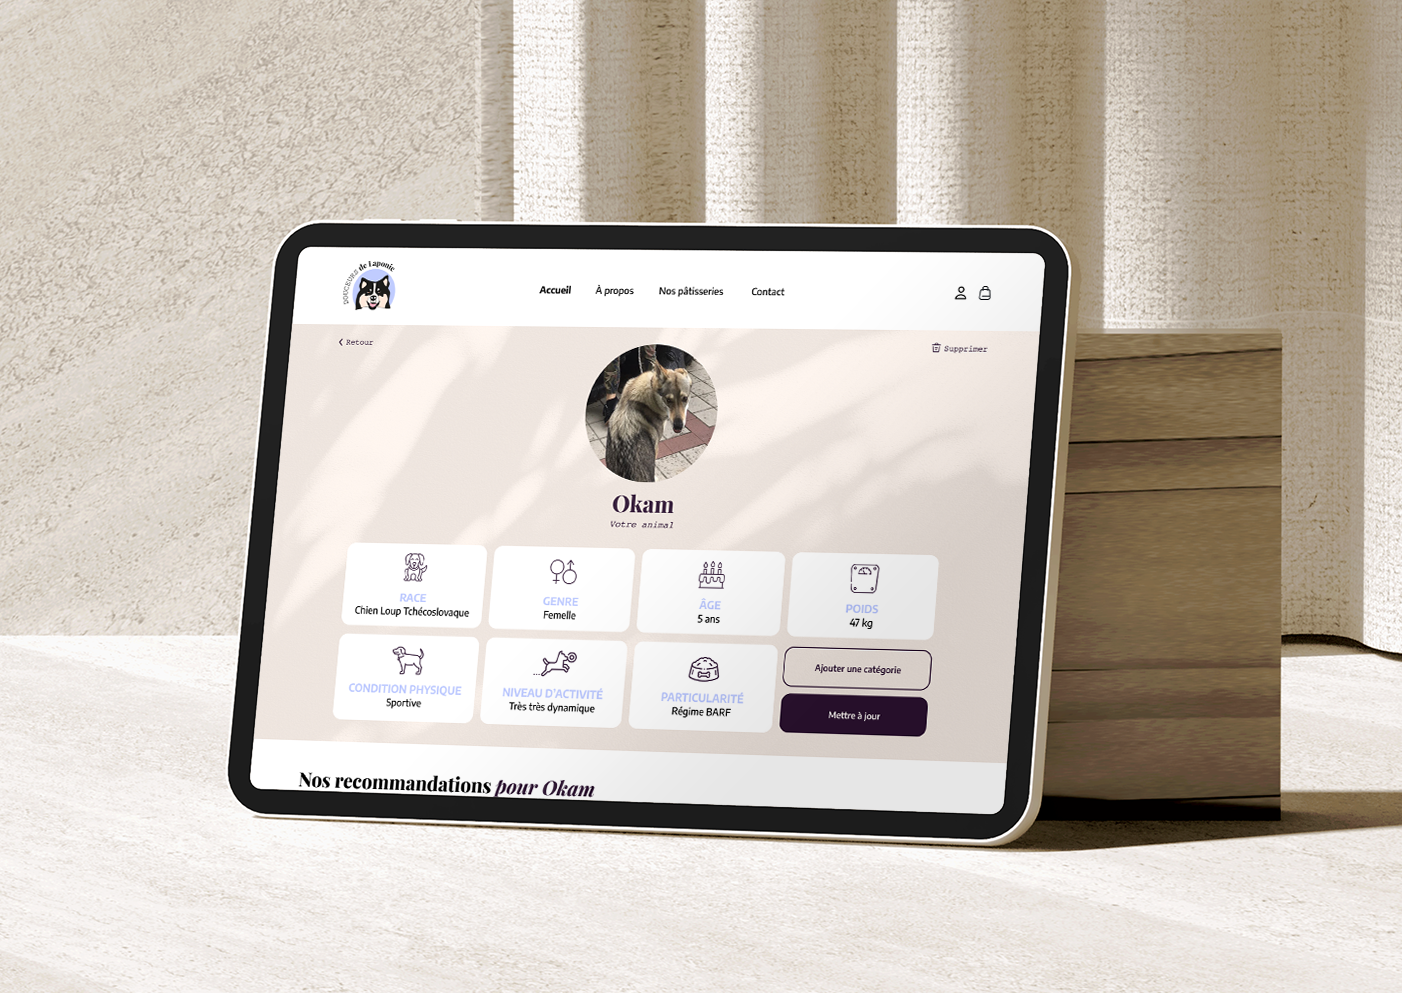 DOUCEURS de Laponie
Accueil
À propos
Nos pâtisseries
Contact
Retour
Supprimer
Okam
Votre animal
RACE
Chien Loup Tchécoslovaque
GENRE
Femelle
ÂGE
5 ans
POIDS
47 kg
CONDITION PHYSIQUE
Sportive
NIVEAU D'ACTIVITÉ
Très très dynamique
PARTICULARITÉ
Régime BARF
Ajouter une catégorie
Mettre à jour
Nos recommandations pour Okam